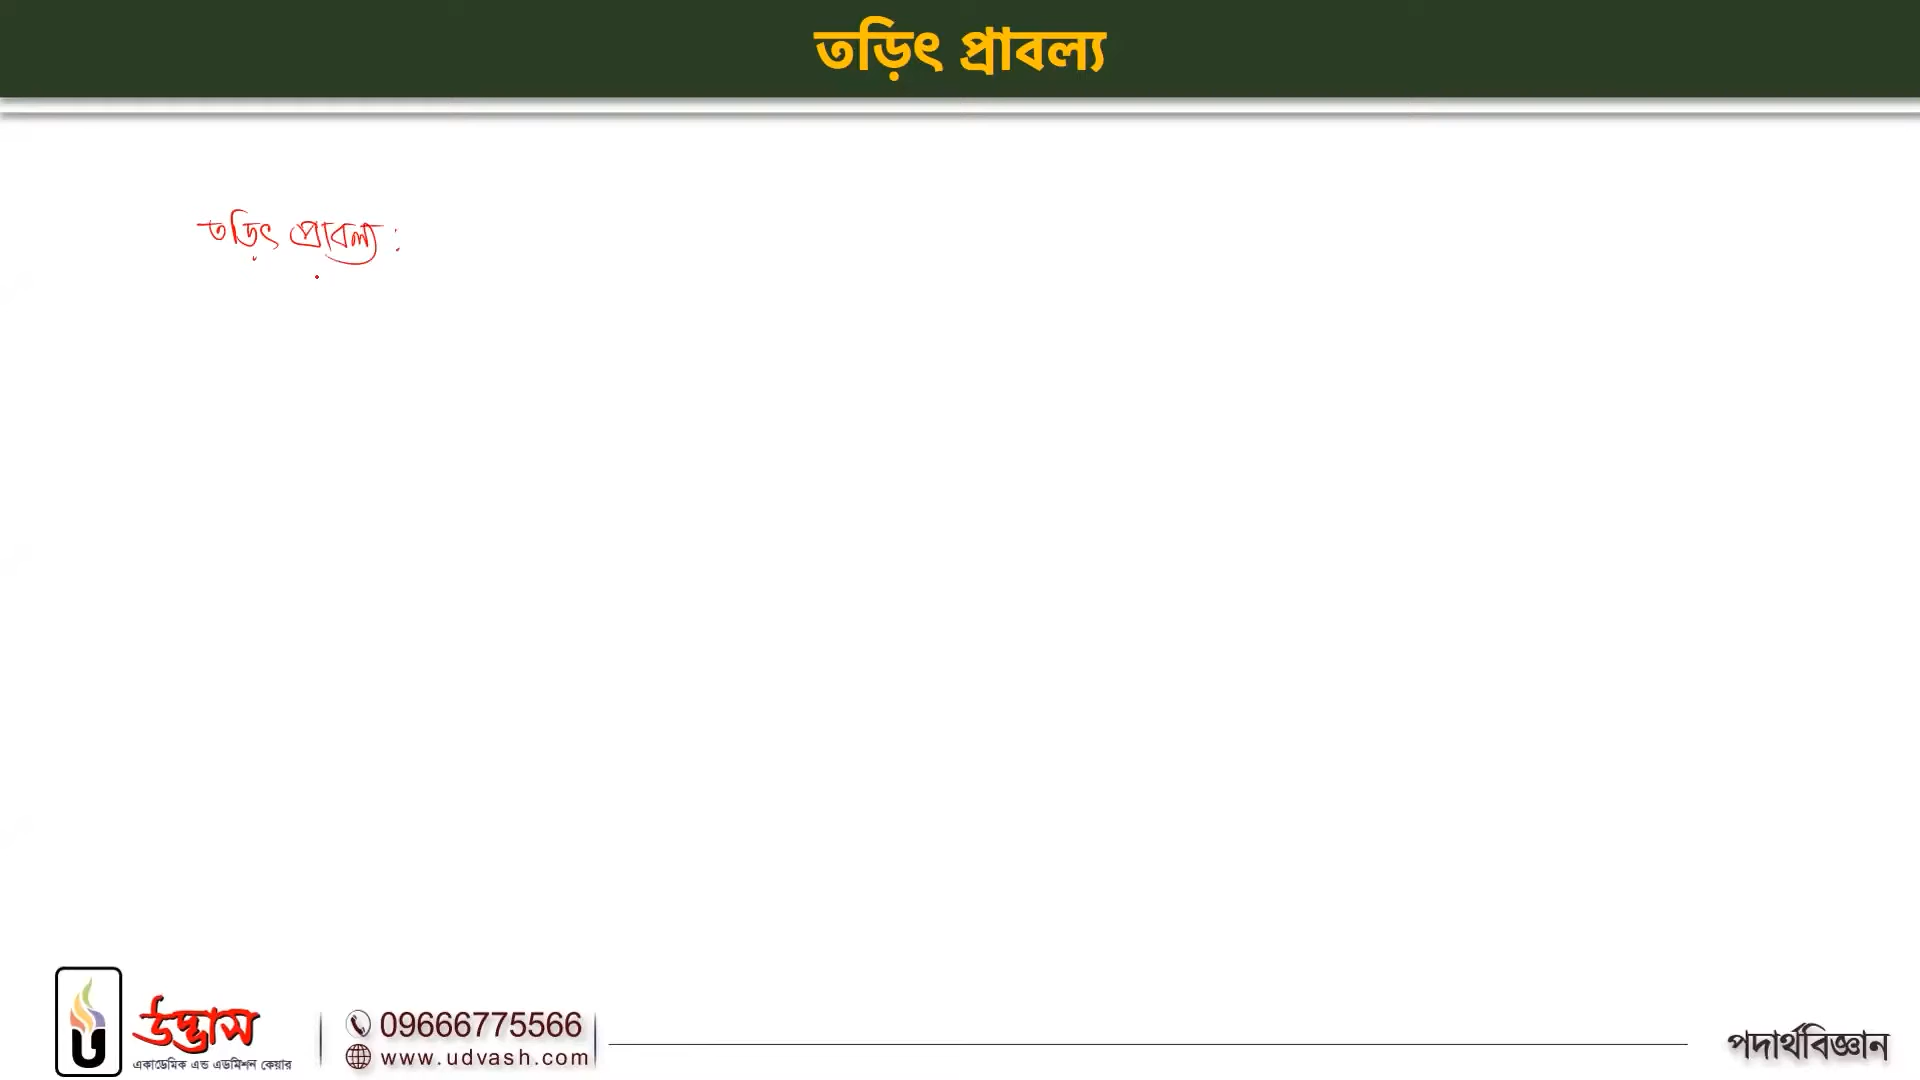 তড়িৎ প্রাবল্য
তড়িৎ প্রাবল্য :
U
উদ্ভাস
একাডেমিক এন্ড এডমিশন কেয়ার
09666775566
www.udvash.com
পদার্থবিজ্ঞান